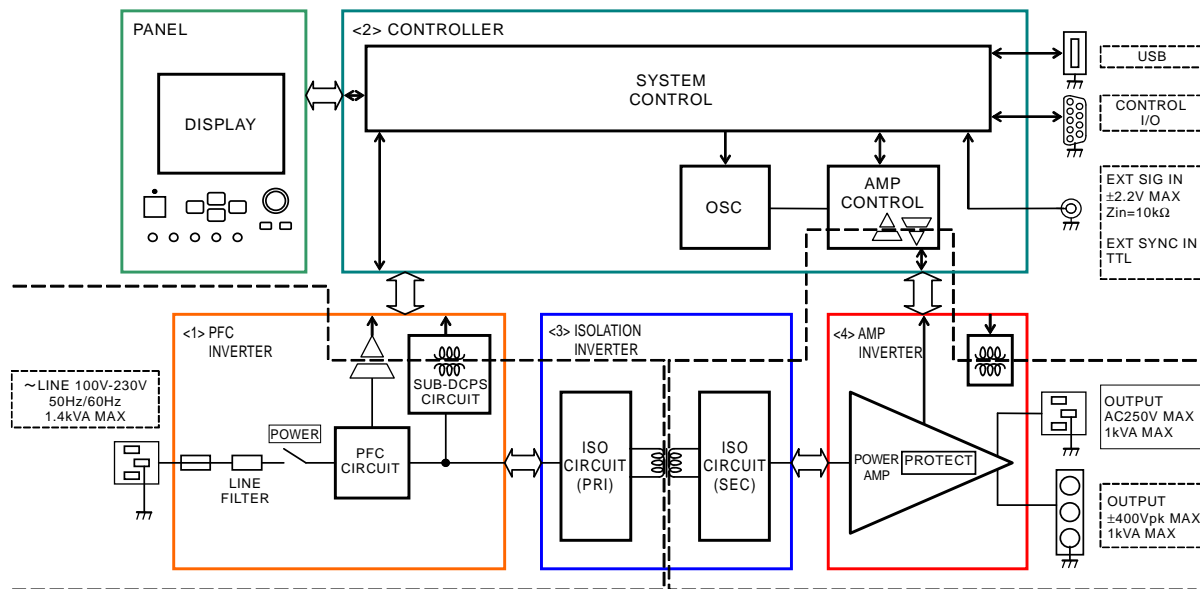 PANEL
DISPLAY
<2> CONTROLLER
SYSTEM
CONTROL
OSC
AMP
CONTROL
USB
CONTROL
I/O
EXT SIG IN
±2.2V MAX
Zin=10kΩ
EXT SYNC IN
TTL
<1> PFC
INVERTER
SUB-DCPS
CIRCUIT
~LINE 100V-230V
50Hz/60Hz
1.4kVA MAX
POWER
LINE
FILTER
PFC
CIRCUIT
<3> ISOLATION
INVERTER
ISO
CIRCUIT
(PRI)
ISO
CIRCUIT
(SEC)
<4> AMP
INVERTER
POWER
AMP
PROTECT
OUTPUT
AC250V MAX
1kVA MAX
OUTPUT
±400Vpk MAX
1kVA MAX